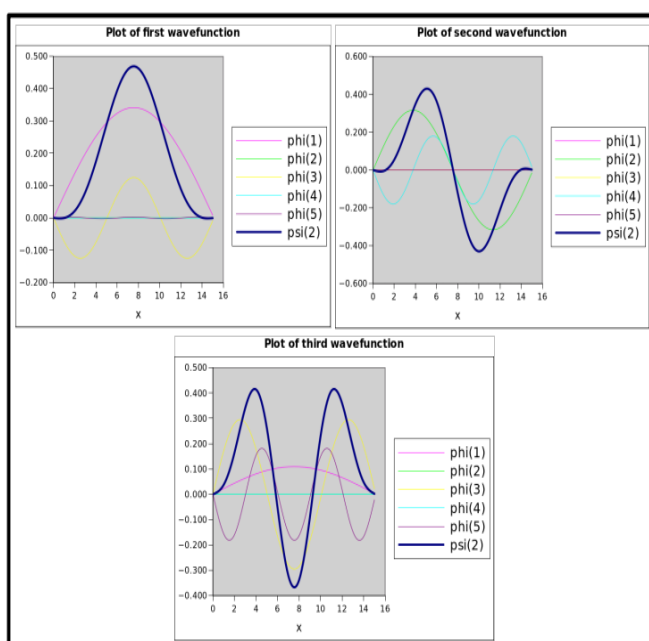 Plot of first wavefunction
0.500
0.400
0.300
0.200
0.100
0.000
−0.100
−0.200
0 2 4 6 8 10 12 14 16
X
phi(1)
phi(2)
phi(3)
phi(4)
phi(5)
psi(2)
Plot of second wavefunction
0.600
0.400
0.200
0.000
−0.200
−0.400
−0.600
0 2 4 6 8 10 12 14 16
X
phi(1)
phi(2)
phi(3)
phi(4)
phi(5)
psi(2)
Plot of third wavefunction
0.500
0.400
0.300
0.200
0.100
0.000
−0.100
−0.200
−0.300
−0.400
0 2 4 6 8 10 12 14 16
X
phi(1)
phi(2)
phi(3)
phi(4)
phi(5)
psi(2)